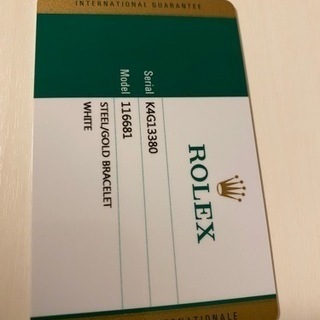 INTERNATIONAL GUARANTEE
ROLEX
Serial K4G13380
Model 116681
STEEL/GOLD BRACELET
WHITE